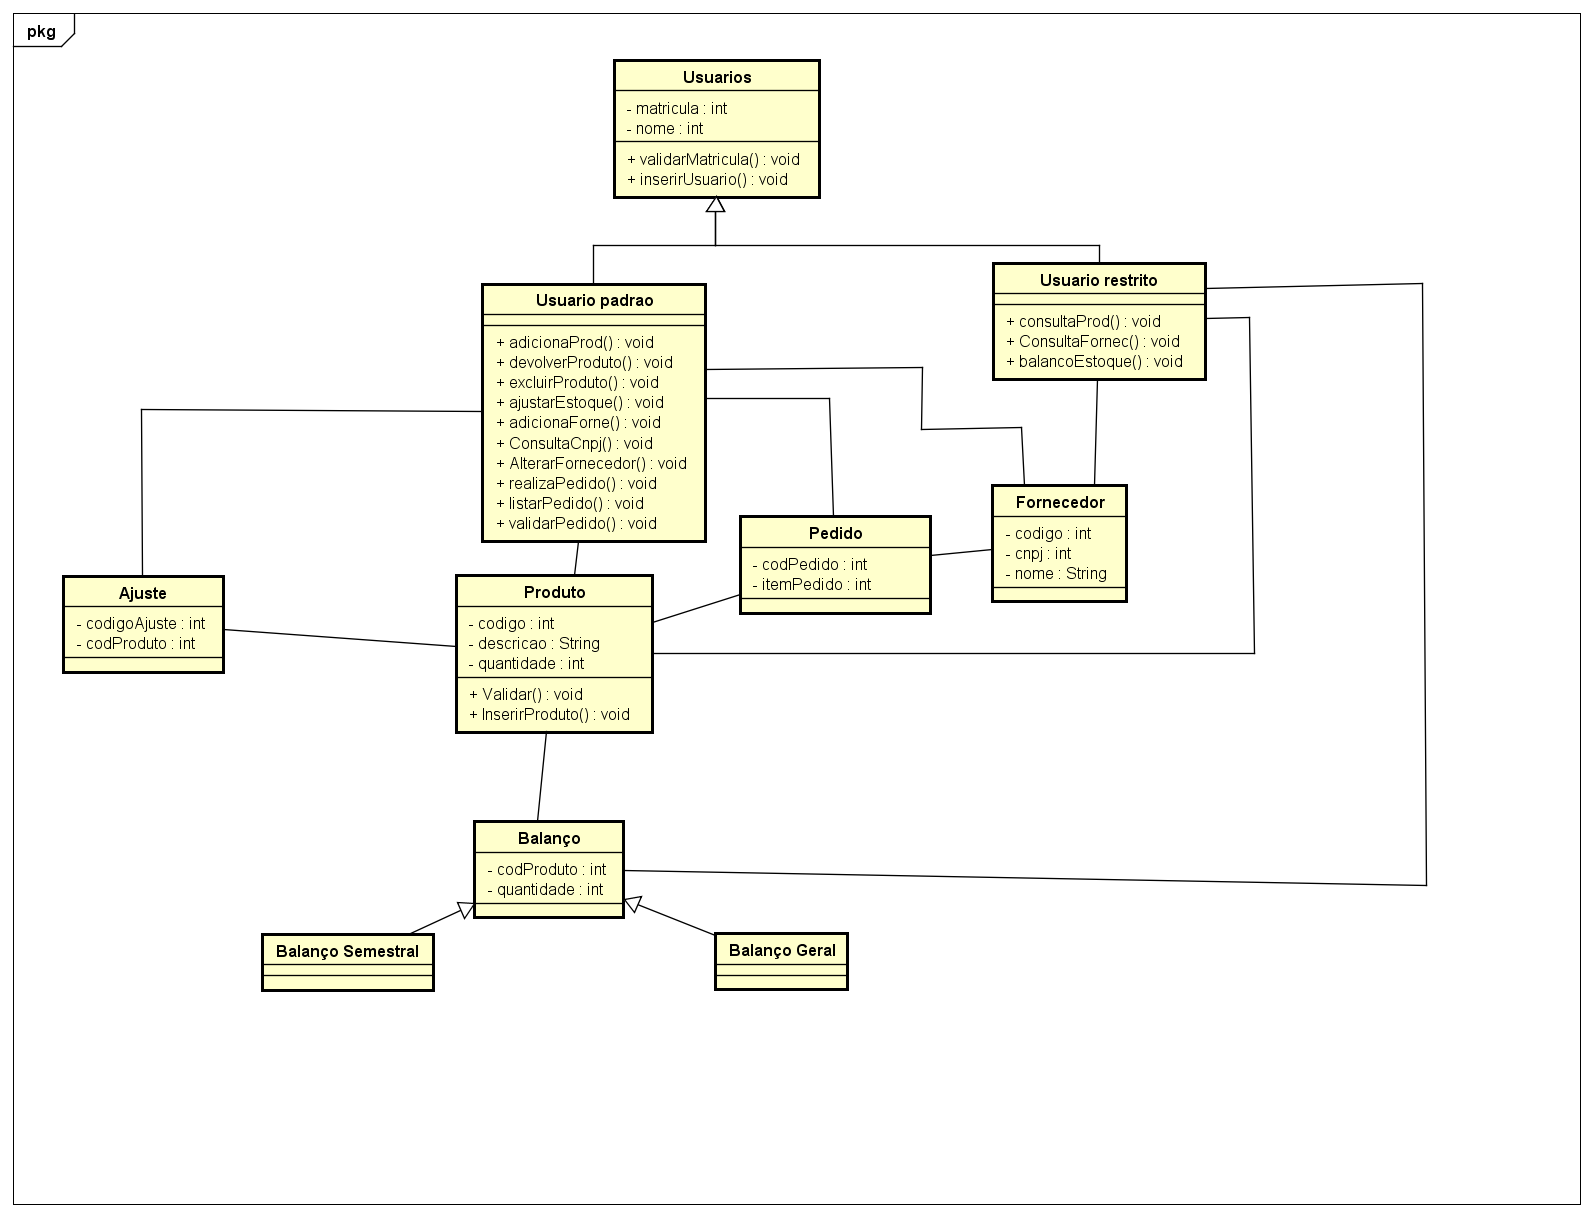 pkg
Usuarios
- matricula : int
- nome : int
+ validarMatricula() : void
+ inserirUsuario() : void
Usuario padrao
+ adicionaProd() : void
+ devolverProduto() : void
+ excluirProduto() : void
+ ajustarEstoque() : void
+ adicionaForne() : void
+ ConsultaCnpj() : void
+ AlterarFornecedor() : void
+ realizaPedido() : void
+ listarPedido() : void
+ validarPedido() : void
Usuario restrito
+ consultaProd() : void
+ ConsultaFornec() : void
+ balancoEstoque() : void
Fornecedor
- codigo : int
- cnpj : int
- nome : String
Pedido
- codPedido : int
- itemPedido : int
Ajuste
- codigoAjuste : int
- codProduto : int
Produto
- codigo : int
- descricao : String
- quantidade : int
+ Validar() : void
+ InserirProduto() : void
Balanço
- codProduto : int
- quantidade : int
Balanço Semestral
Balanço Geral